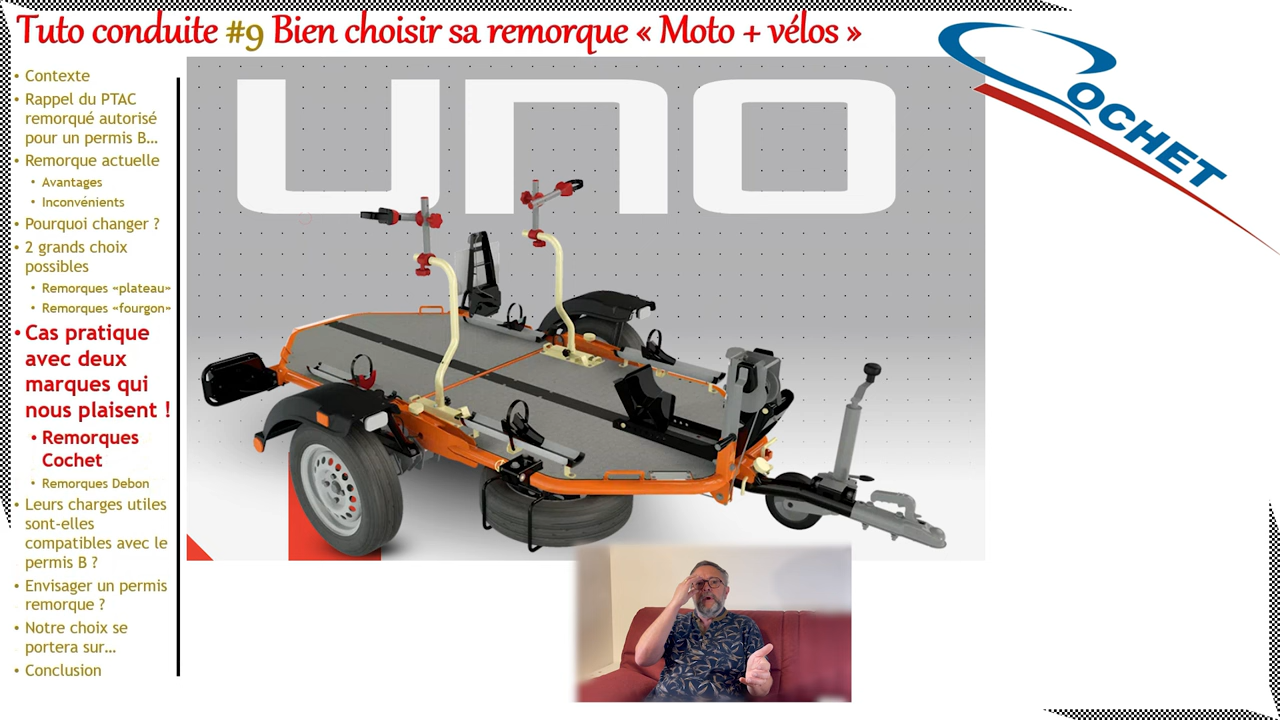 Tuto conduite #9 Bien choisir sa remorque « Moto + vélos »
COCHET
uno
• Contexte
• Rappel du PTAC
remorqué autorisé
pour un permis B…
• Remorque actuelle
• Avantages
• Inconvénients
• Pourquoi changer ?
• 2 grands choix
possibles
• Remorques «plateau»
• Remorques «fourgon»
• Cas pratique
avec deux
marques qui
nous plaisent !
• Remorques
Cochet
• Remorques Debon
• Leurs charges utiles
sont-elles
compatibles avec le
permis B ?
• Envisager un permis
remorque ?
• Notre choix se
portera sur…
• Conclusion